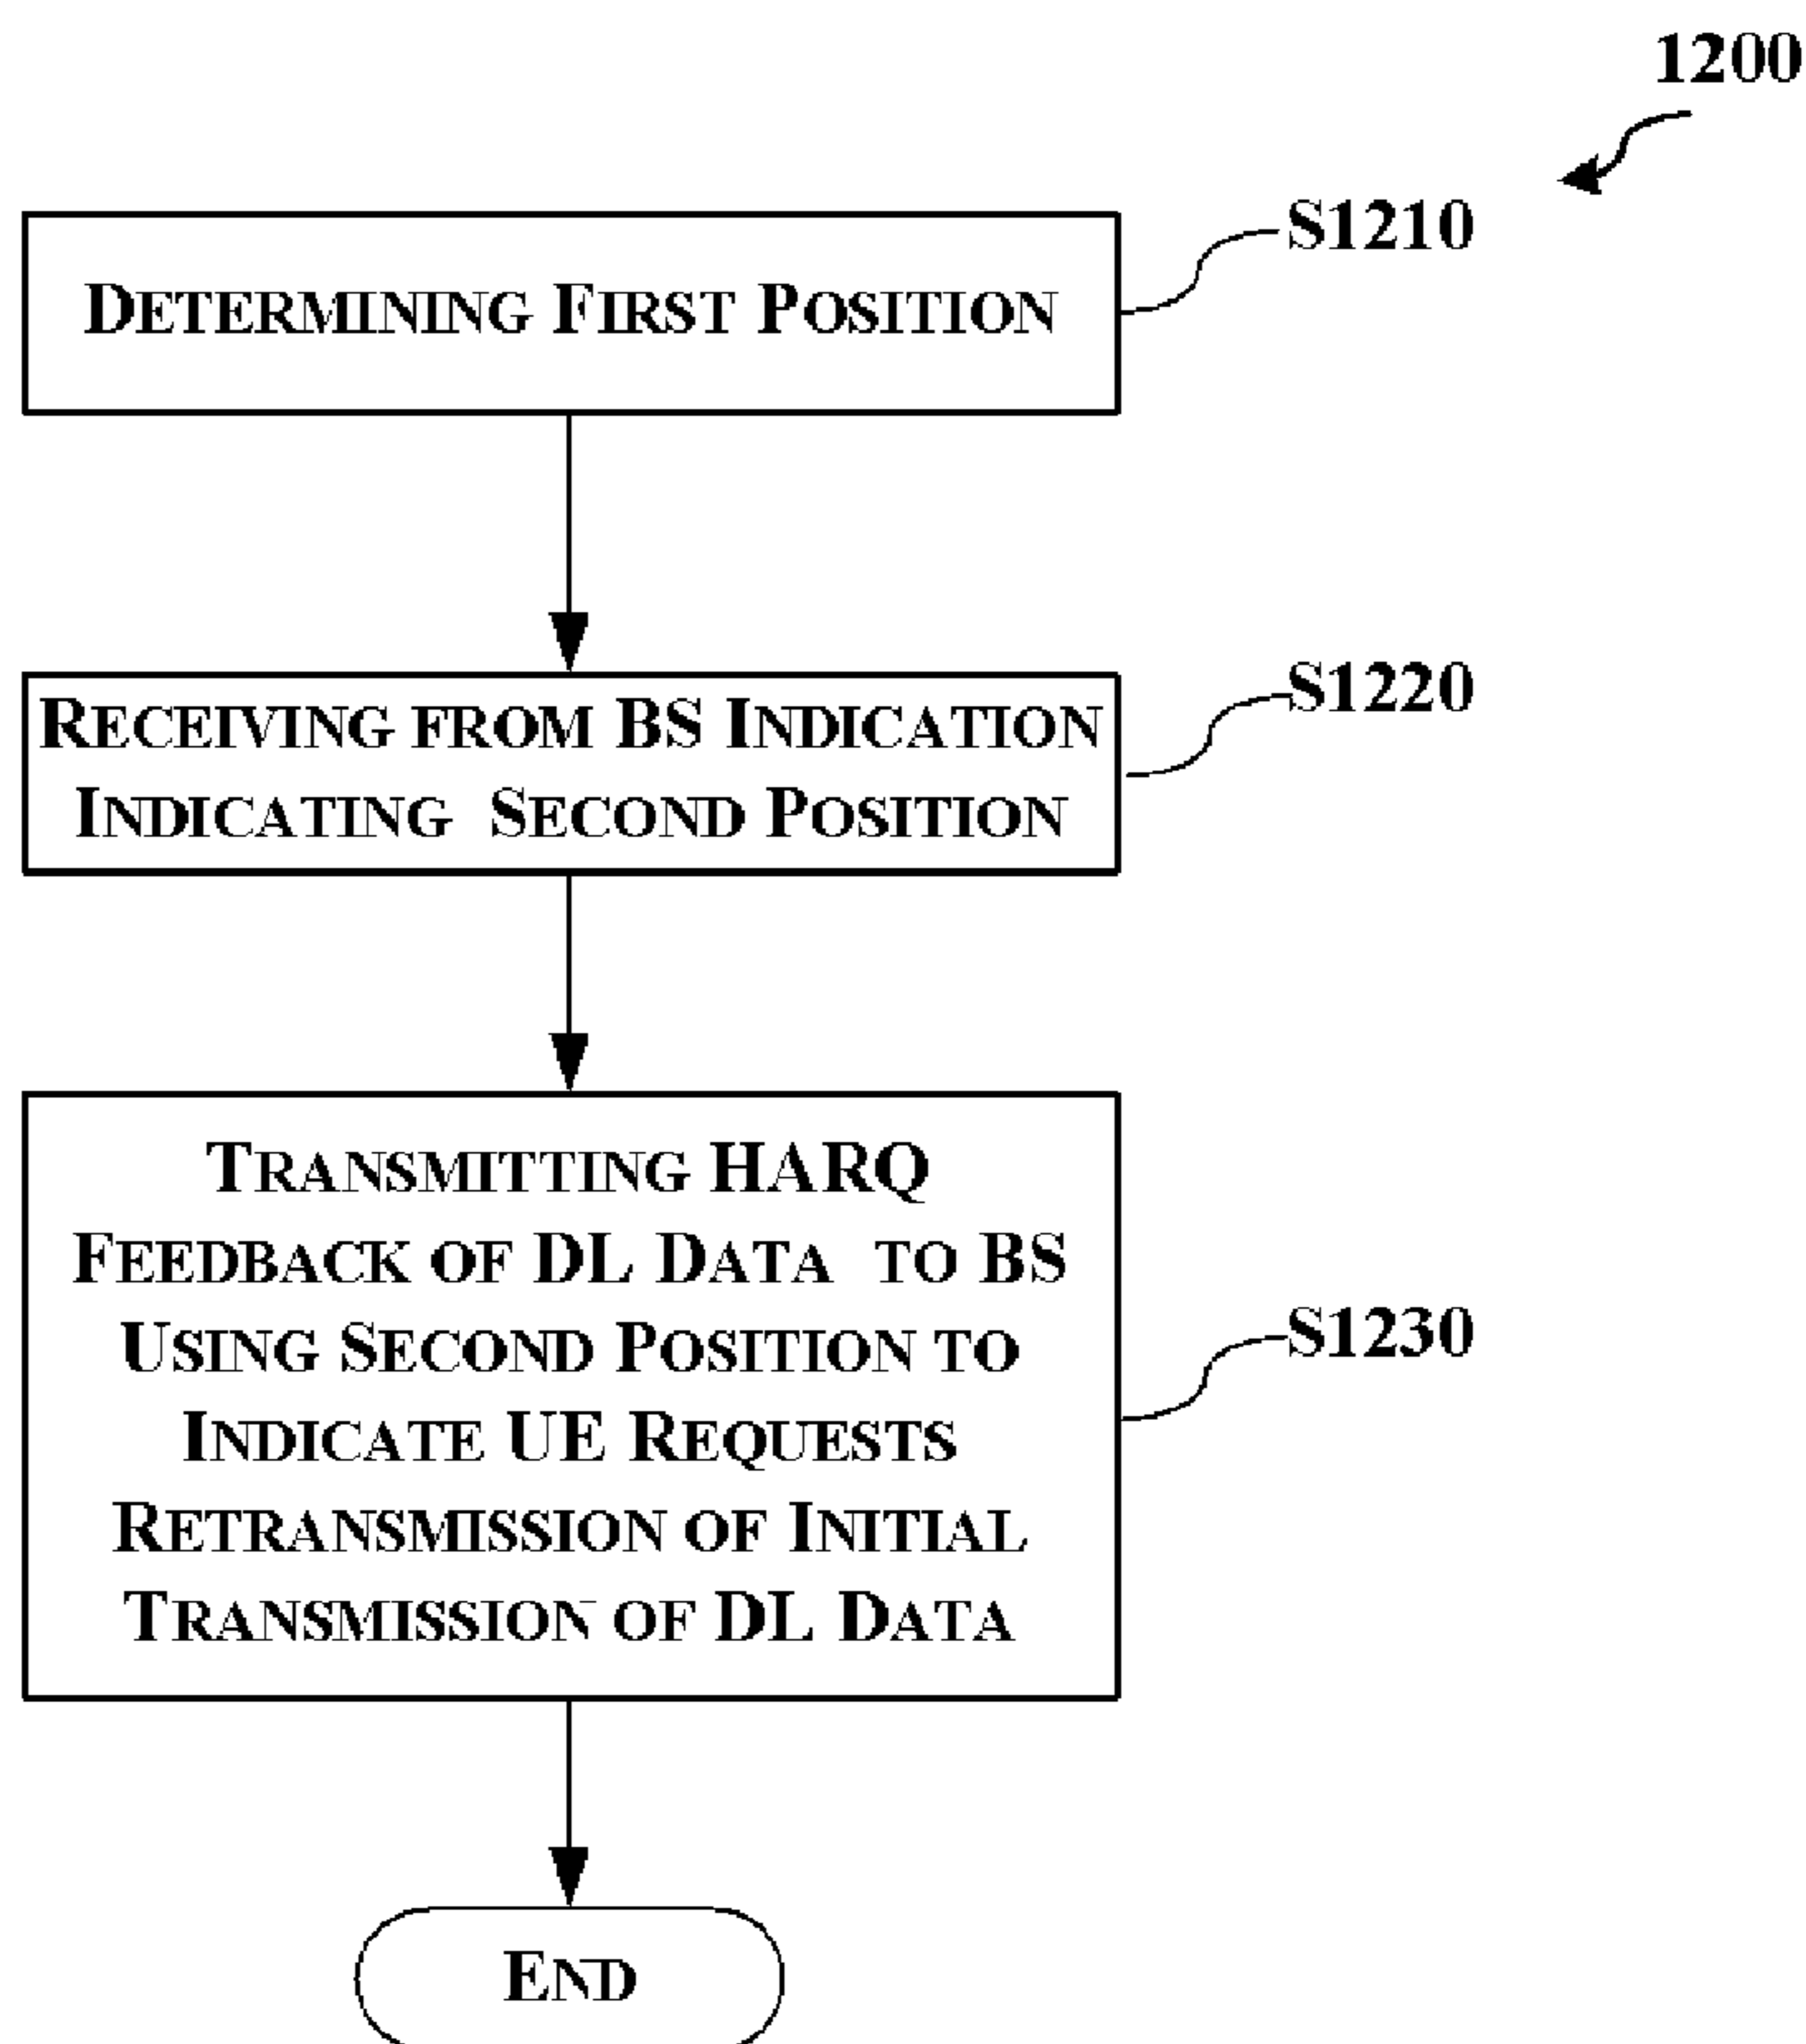 1200
S1210
DETERMINING FIRST POSITION
S1220
RECEIVING FROM BS INDICATION
INDICATING SECOND POSITION
TRANSMITTING HARQ
FEEDBACK OF DL DATA TO BS
USING SECOND POSITION TO
INDICATE UE REQUESTS
RETRANSMISSION OF INITIAL
TRANSMISSION OF DL DATA
S1230
END